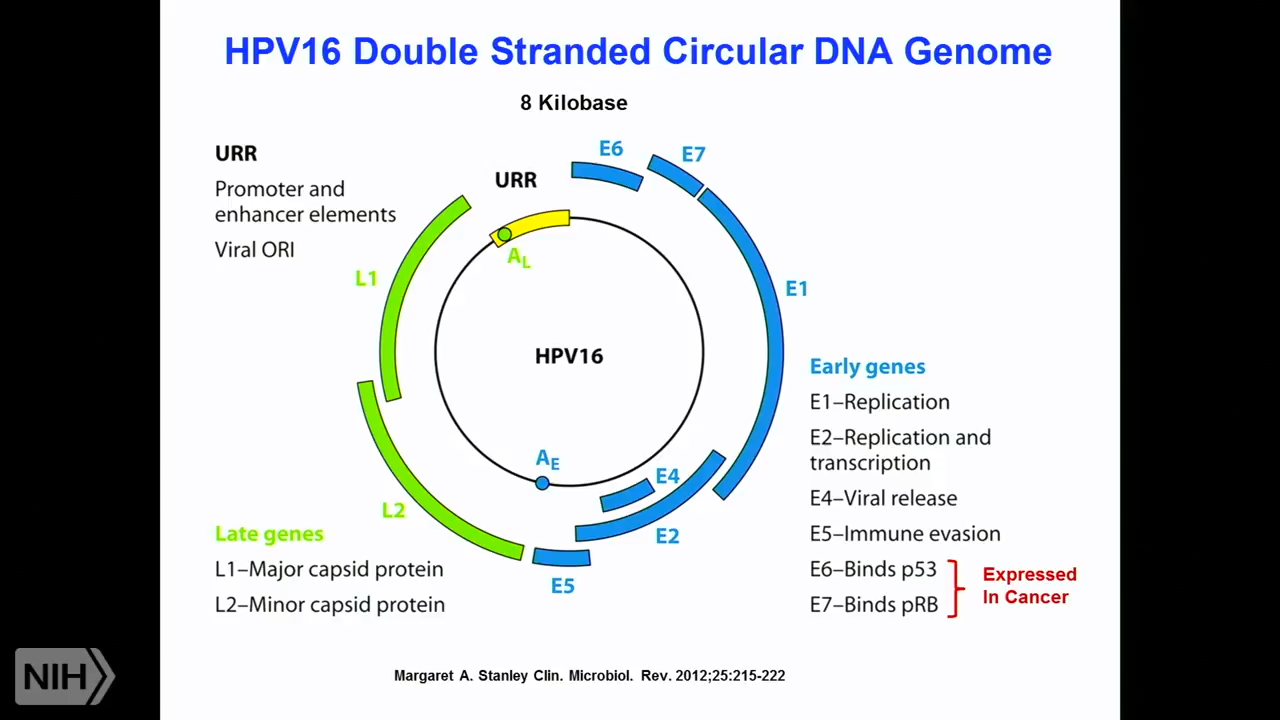 HPV16 Double Stranded Circular DNA Genome
8 Kilobase
URR
Promoter and
enhancer elements
Viral ORI
URR
E6
E7
AL
L1
E1
HPV16
Early genes
E1–Replication
E2–Replication and
transcription
E4–Viral release
E5–Immune evasion
E6–Binds p53
E7–Binds pRB
Expressed
In Cancer
AE
E4
L2
E2
E5
Late genes
L1–Major capsid protein
L2–Minor capsid protein
NIH
Margaret A. Stanley Clin. Microbiol. Rev. 2012;25:215-222